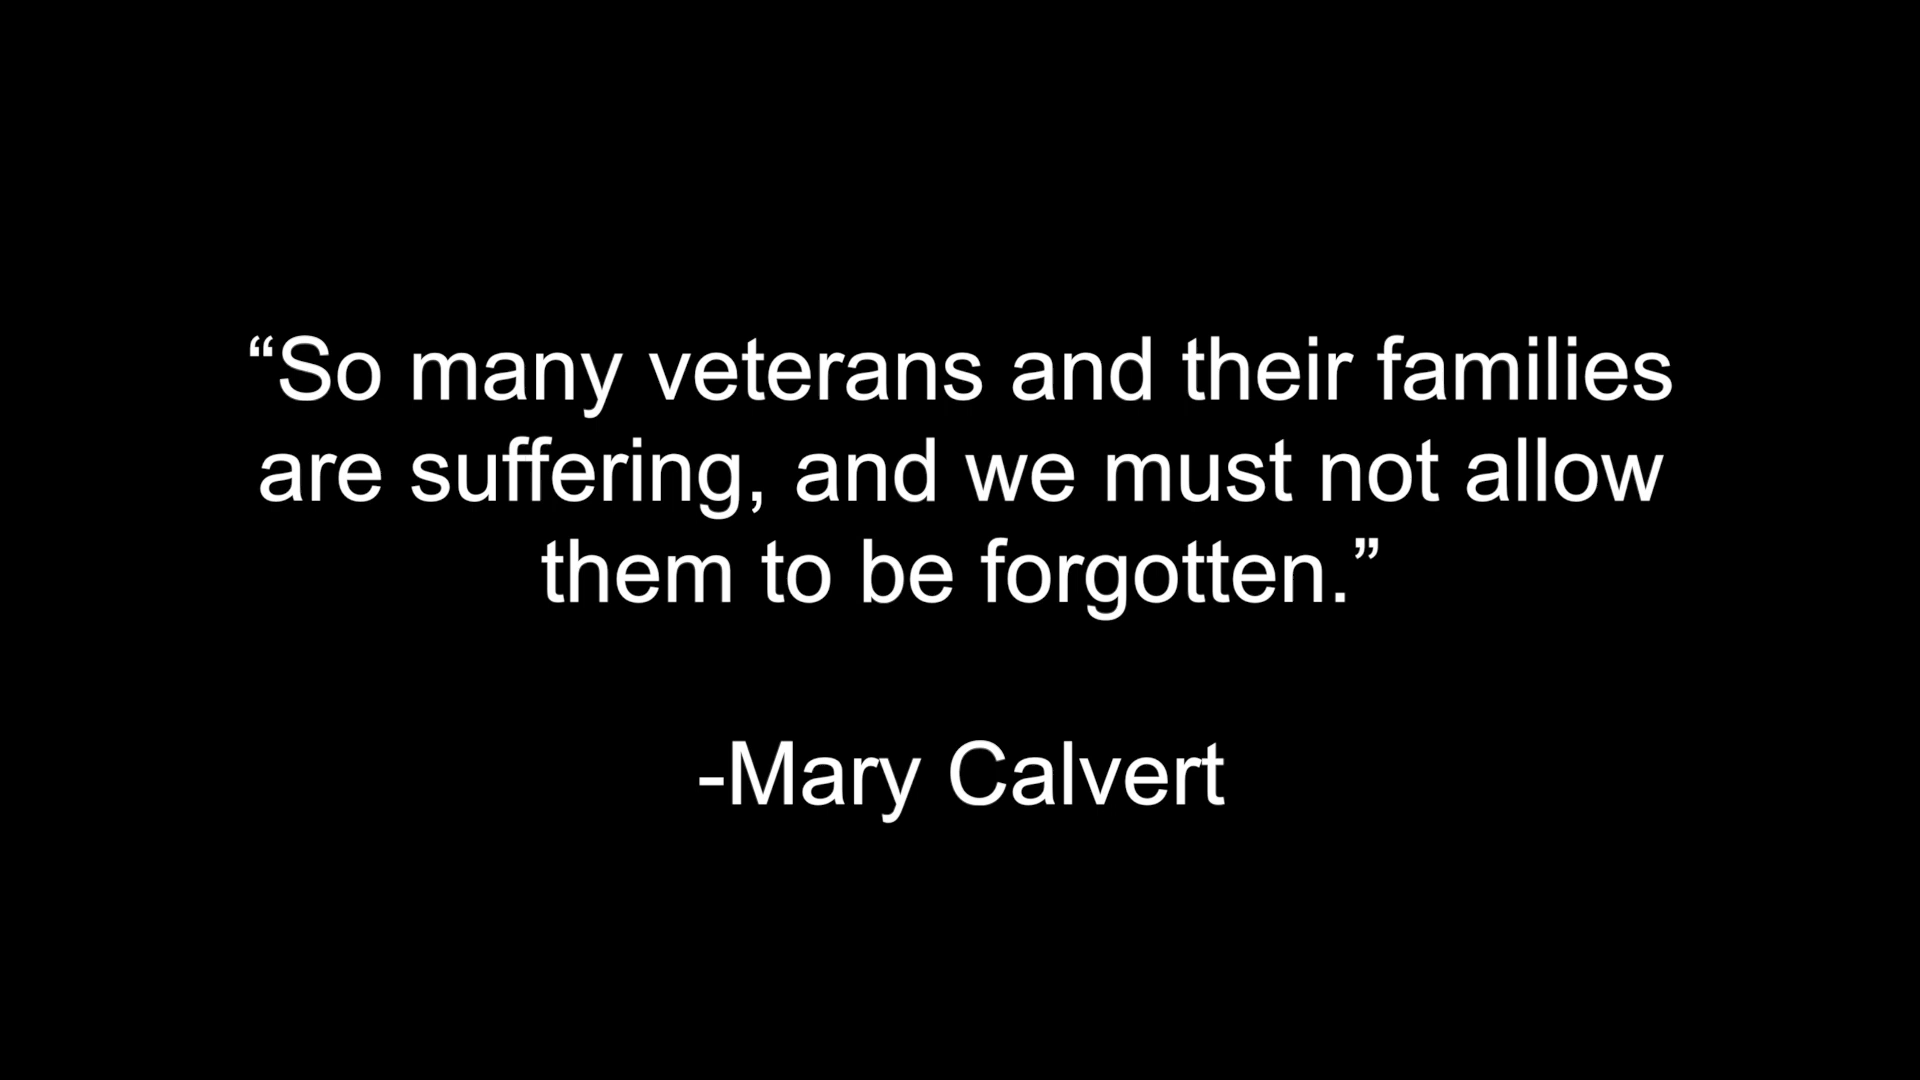 “So many veterans and their families
are suffering, and we must not allow
them to be forgotten.”
-Mary Calvert